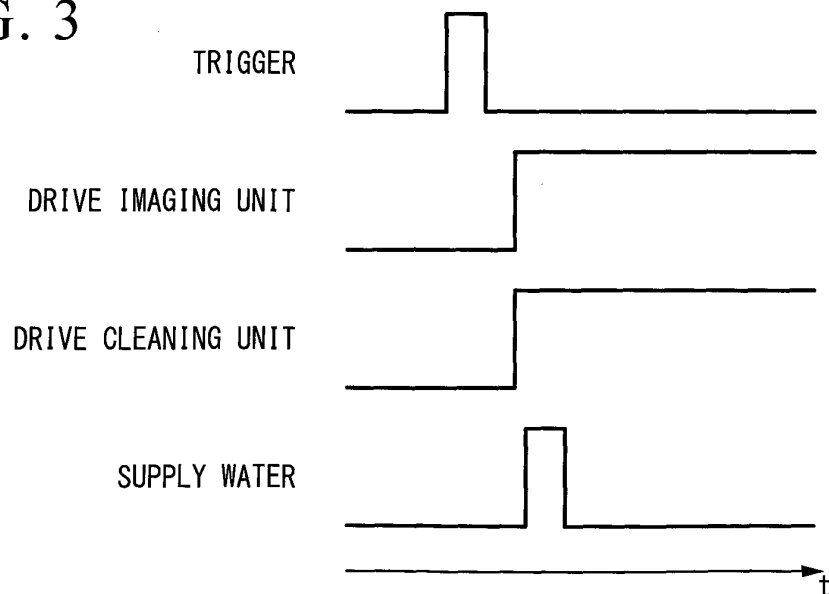 G. 3
TRIGGER
DRIVE IMAGING UNIT
DRIVE CLEANING UNIT
SUPPLY WATER
t